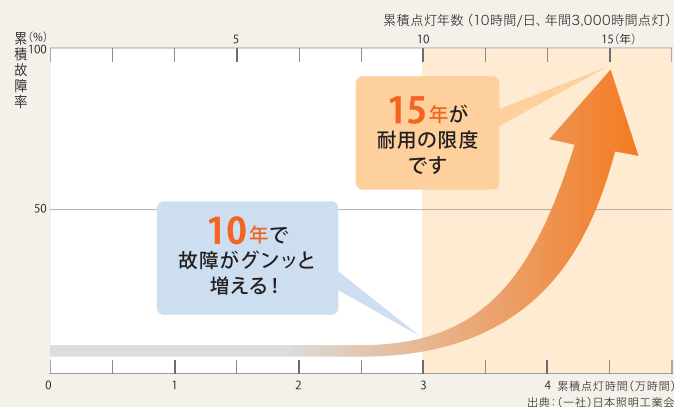 累積点灯年数（10時間/日、年間3,000時間点灯）
累積故障率
(%)
100
5
10
15（年）
15年が
耐用の限度
です
50
10年で
故障がグンッと
増える！
0
1
2
3
4
累積点灯時間（万時間）
出典：（一社）日本照明工業会